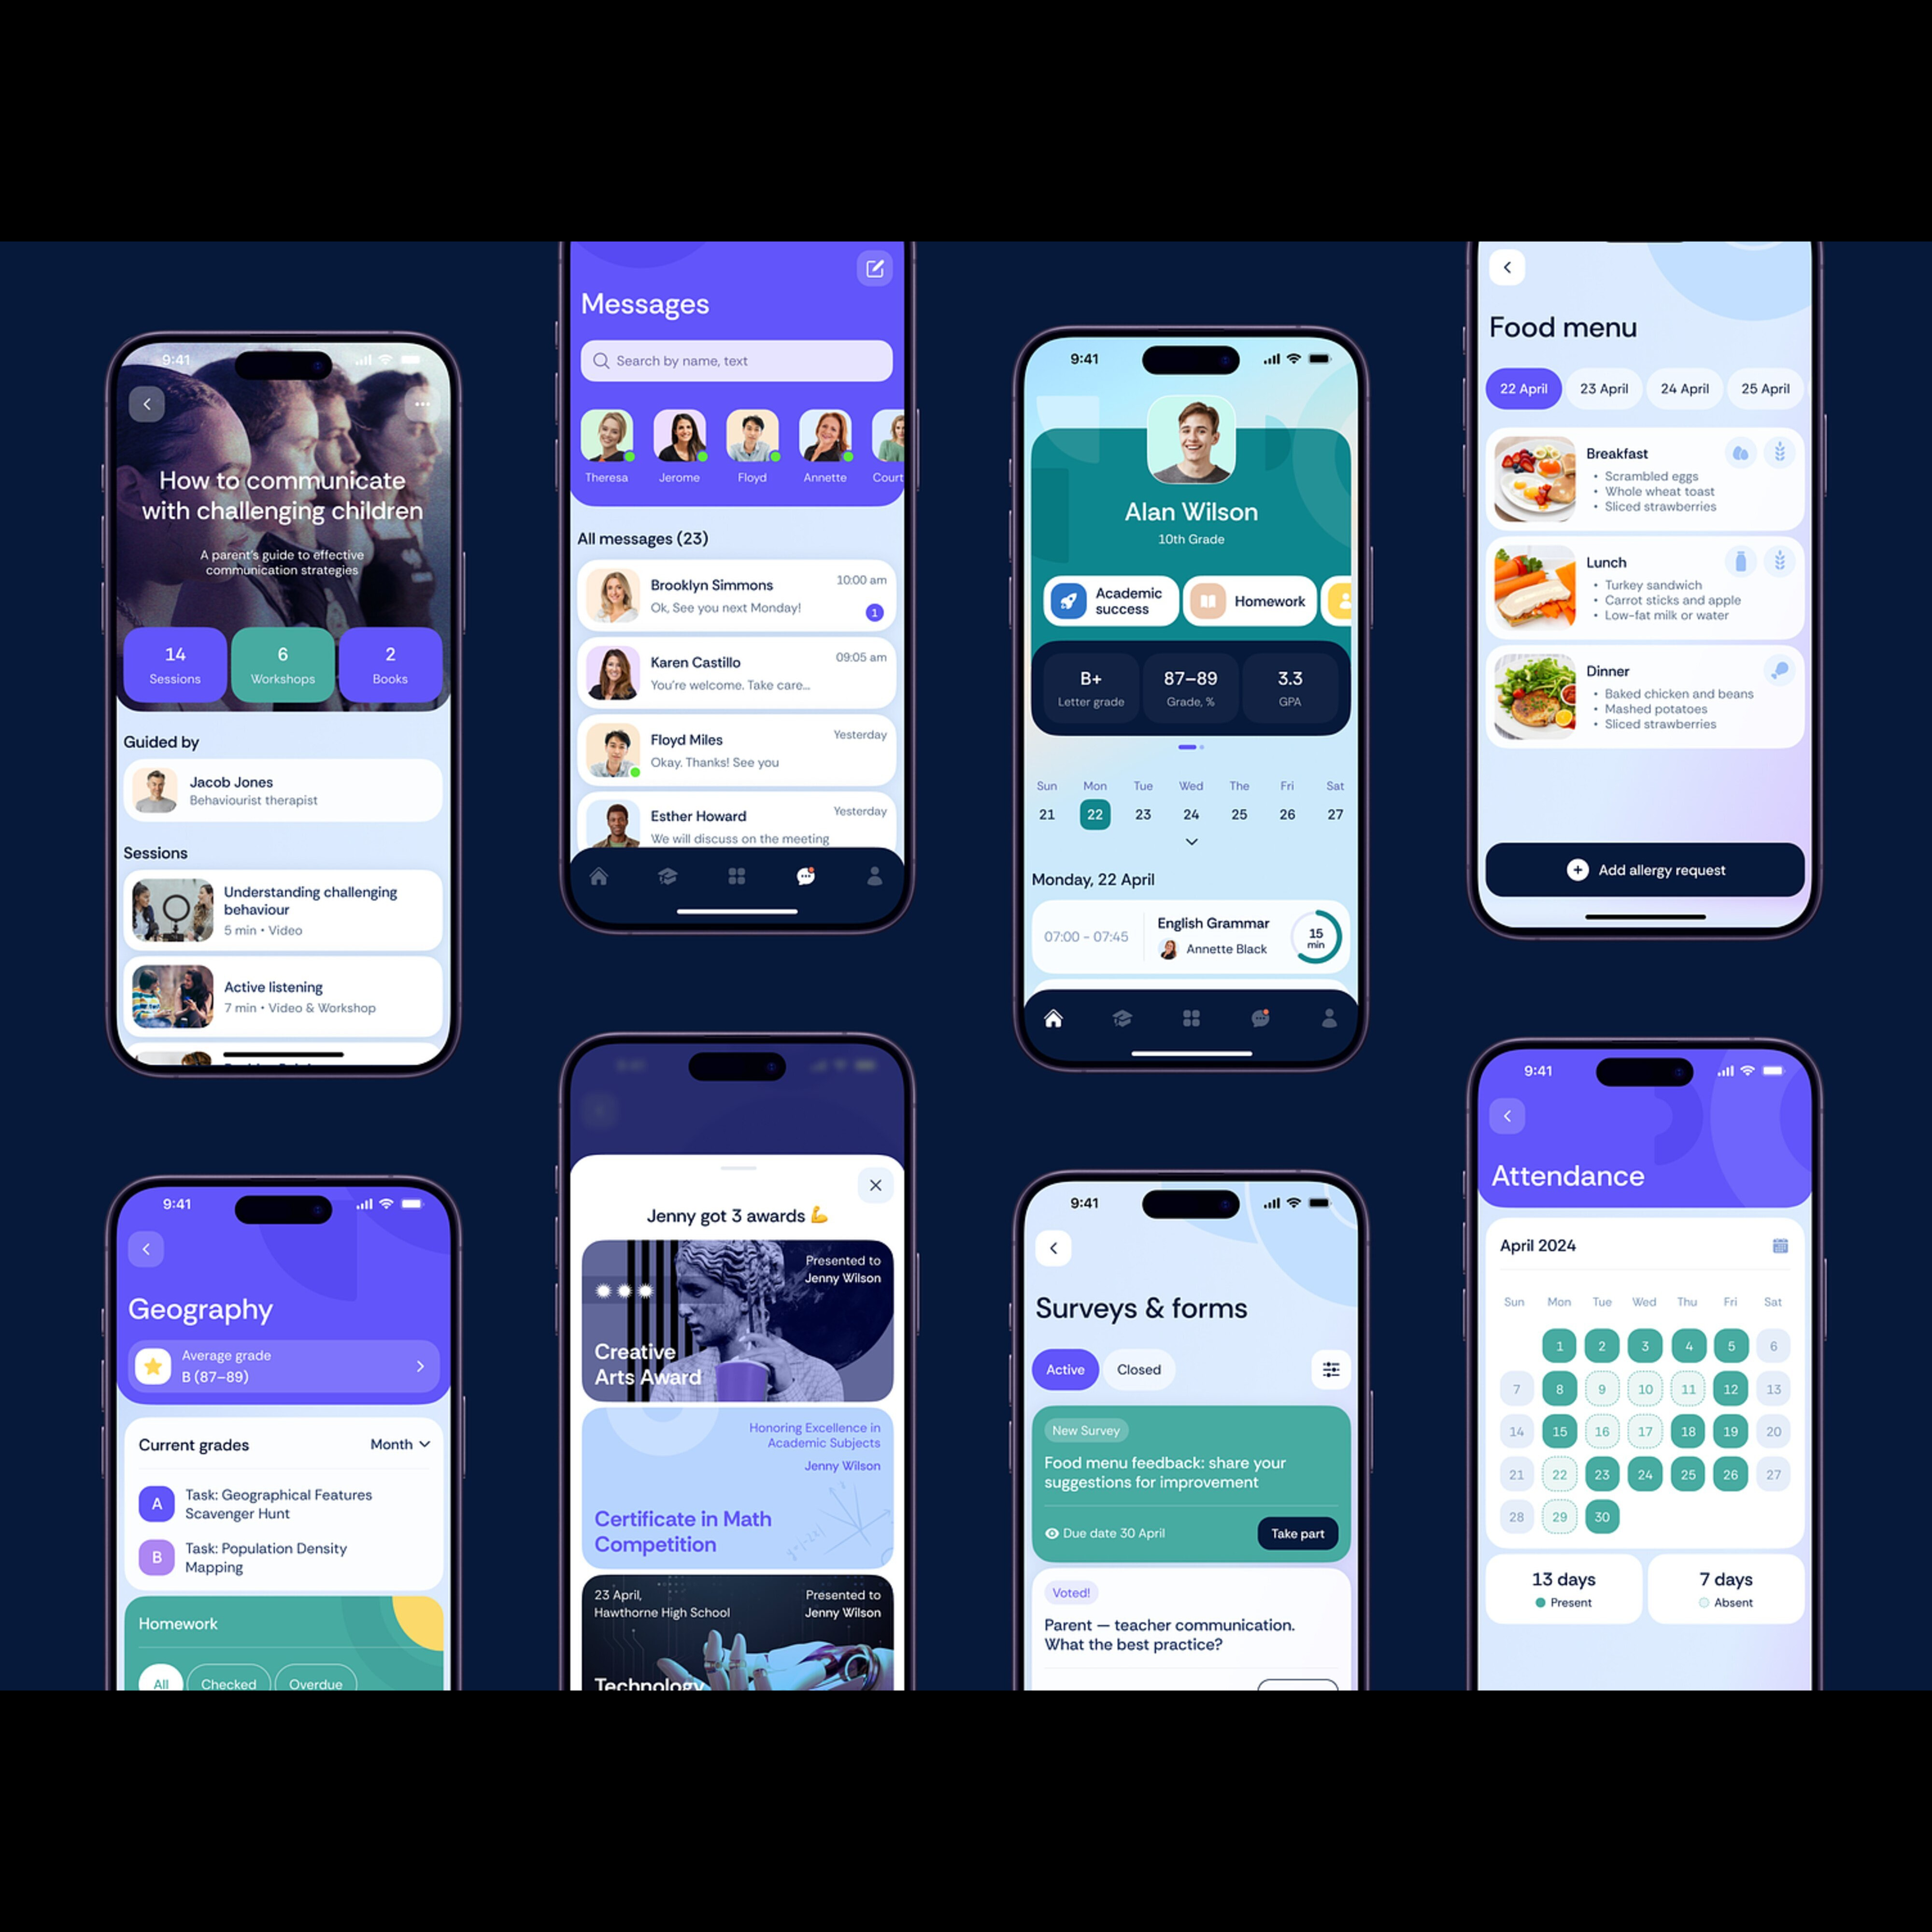 9:41
How to communicate
with challenging children
A parent's guide to effective
communication strategies
14
Sessions
6
Workshops
2
Books
Guided by
Jacob Jones
Behaviourist therapist
Sessions
Understanding challenging
behaviour
5 min • Video
Active listening
7 min • Video & Workshop
Messages
Search by name, text
Theresa
Jerome
Floyd
Annette
Court
All messages (23)
Brooklyn Simmons
10:00 am
Ok, See you next Monday!
1
Karen Castillo
09:05 am
You're welcome. Take care...
Floyd Miles
Yesterday
Okay. Thanks! See you
Esther Howard
Yesterday
We will discuss on the meeting
9:41
Alan Wilson
10th Grade
Academic
success
Homework
B+
Letter grade
87–89
Grade, %
3.3
GPA
Sun Mon Tue Wed The Fri Sat
21 22 23 24 25 26 27
Monday, 22 April
07:00 - 07:45
English Grammar
Annette Black
15
min
Food menu
22 April
23 April
24 April
25 April
Breakfast
• Scrambled eggs
• Whole wheat toast
• Sliced strawberries
Lunch
• Turkey sandwich
• Carrot sticks and apple
• Low-fat milk or water
Dinner
• Baked chicken and beans
• Mashed potatoes
• Sliced strawberries
Add allergy request
9:41
Geography
Average grade
B (87–89)
Current grades
Month
A
Task: Geographical Features
Scavenger Hunt
B
Task: Population Density
Mapping
Homework
All
Checked
Overdue
Jenny got 3 awards 💪
Presented to
Jenny Wilson
Creative
Arts Award
Honoring Excellence in
Academic Subjects
Jenny Wilson
Certificate in Math
Competition
23 April,
Hawthorne High School
Presented to
Jenny Wilson
Technology
9:41
Surveys & forms
Active
Closed
New Survey
Food menu feedback: share your
suggestions for improvement
Due date 30 April
Take part
Voted!
Parent — teacher communication.
What the best practice?
9:41
Attendance
April 2024
Sun Mon Tue Wed Thu Fri Sat
1 2 3 4 5 6
7 8 9 10 11 12 13
14 15 16 17 18 19 20
21 22 23 24 25 26 27
28 29 30
13 days
Present
7 days
Absent